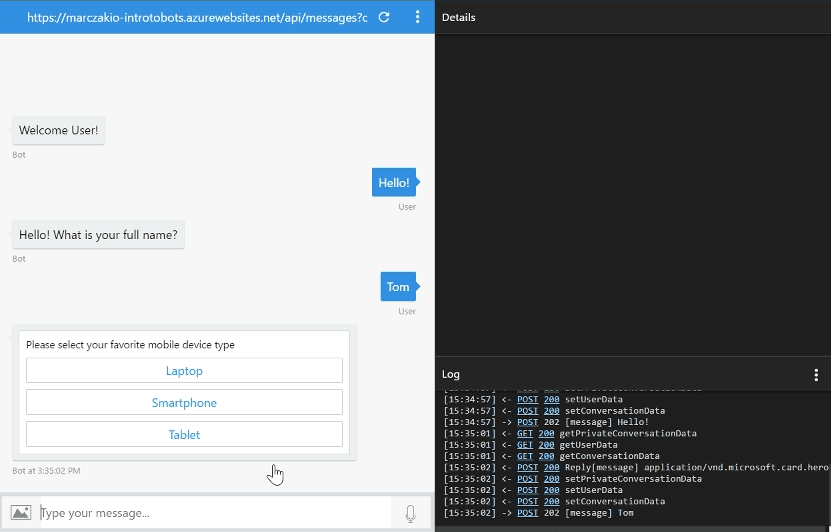 https://marczakio-introtobots.azurewebsites.net/api/messages?c
Welcome User!
Bot
Hello!
User
Hello! What is your full name?
Bot
Tom
User
Please select your favorite mobile device type
Laptop
Smartphone
Tablet
Bot at 3:35:02 PM
Type your message...
Details
Log
[15:34:57] <- POST 200 setUserData
[15:34:57] <- POST 200 setConversationData
[15:34:57] -> POST 202 [message] Hello!
[15:35:01] <- GET 200 getPrivateConversationData
[15:35:01] <- GET 200 getUserData
[15:35:01] <- GET 200 getConversationData
[15:35:02] <- POST 200 Reply[message] application/vnd.microsoft.card.hero
[15:35:02] <- POST 200 setPrivateConversationData
[15:35:02] <- POST 200 setUserData
[15:35:02] <- POST 200 setConversationData
[15:35:02] -> POST 202 [message] Tom